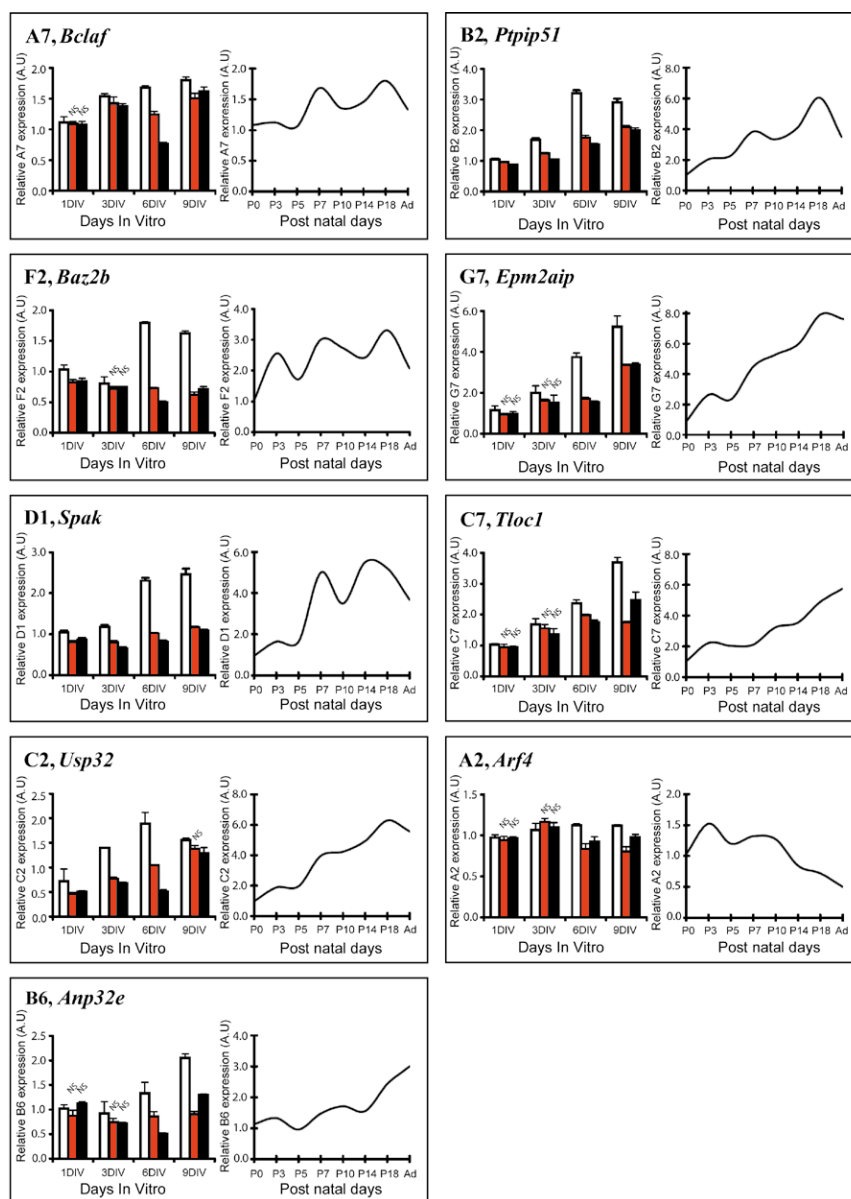 A7, Bclaf
Relative A7 expression (A.U)
2.0
1.5
1.0
0.5
0.0
NS NS
1DIV 3DIV 6DIV 9DIV
Days In Vitro
Relative A7 expression (A.U)
2.0
1.5
1.0
0.5
0.0
P0 P3 P5 P7 P10 P14 P18 Ad
Post natal days
B2, Ptpip51
Relative B2 expression (A.U)
4.0
3.0
2.0
1.0
0.0
1DIV 3DIV 6DIV 9DIV
Days In Vitro
Relative B2 expression (A.U)
8.0
6.0
4.0
2.0
0.0
P0 P3 P5 P7 P10 P14 P18 Ad
Post natal days
F2, Baz2b
Relative F2 expression (A.U)
2.0
1.5
1.0
0.5
0.0
NS NS
1DIV 3DIV 6DIV 9DIV
Days In Vitro
Relative F2 expression (A.U)
4.0
3.0
2.0
1.0
0.0
P0 P3 P5 P7 P10 P14 P18 Ad
Post natal days
G7, Epm2aip
Relative G7 expression (A.U)
6.0
4.0
2.0
0.0
NS NS NS NS
1DIV 3DIV 6DIV 9DIV
Days In Vitro
Relative G7 expression (A.U)
8.0
6.0
4.0
2.0
0.0
P0 P3 P5 P7 P10 P14 P18 Ad
Post natal days
D1, Spak
Relative D1 expression (A.U)
3.0
2.0
1.0
0.0
1DIV 3DIV 6DIV 9DIV
Days In Vitro
Relative D1 expression (A.U)
6.0
4.0
2.0
0.0
P0 P3 P5 P7 P10 P14 P18 Ad
Post natal days
C7, Tloc1
Relative C7 expression (A.U)
4.0
3.0
2.0
1.0
0.0
NS NS NS NS
1DIV 3DIV 6DIV 9DIV
Days In Vitro
Relative C7 expression (A.U)
8.0
6.0
4.0
2.0
0.0
P0 P3 P5 P7 P10 P14 P18 Ad
Post natal days
C2, Usp32
Relative C2 expression (A.U)
2.5
2.0
1.5
1.0
0.5
0.0
NS
1DIV 3DIV 6DIV 9DIV
Days In Vitro
Relative C2 expression (A.U)
8.0
6.0
4.0
2.0
0.0
P0 P3 P5 P7 P10 P14 P18 Ad
Post natal days
A2, Arf4
Relative A2 expression (A.U)
1.5
1.0
0.5
0.0
NS NS NS NS
1DIV 3DIV 6DIV 9DIV
Days In Vitro
Relative A2 expression (A.U)
2.0
1.5
1.0
0.5
0.0
P0 P3 P5 P7 P10 P14 P18 Ad
Post natal days
B6, Anp32e
Relative B6 expression (A.U)
2.5
2.0
1.5
1.0
0.5
0.0
NS NS NS NS
1DIV 3DIV 6DIV 9DIV
Days In Vitro
Relative B6 expression (A.U)
4.0
3.0
2.0
1.0
0.0
P0 P3 P5 P7 P10 P14 P18 Ad
Post natal days